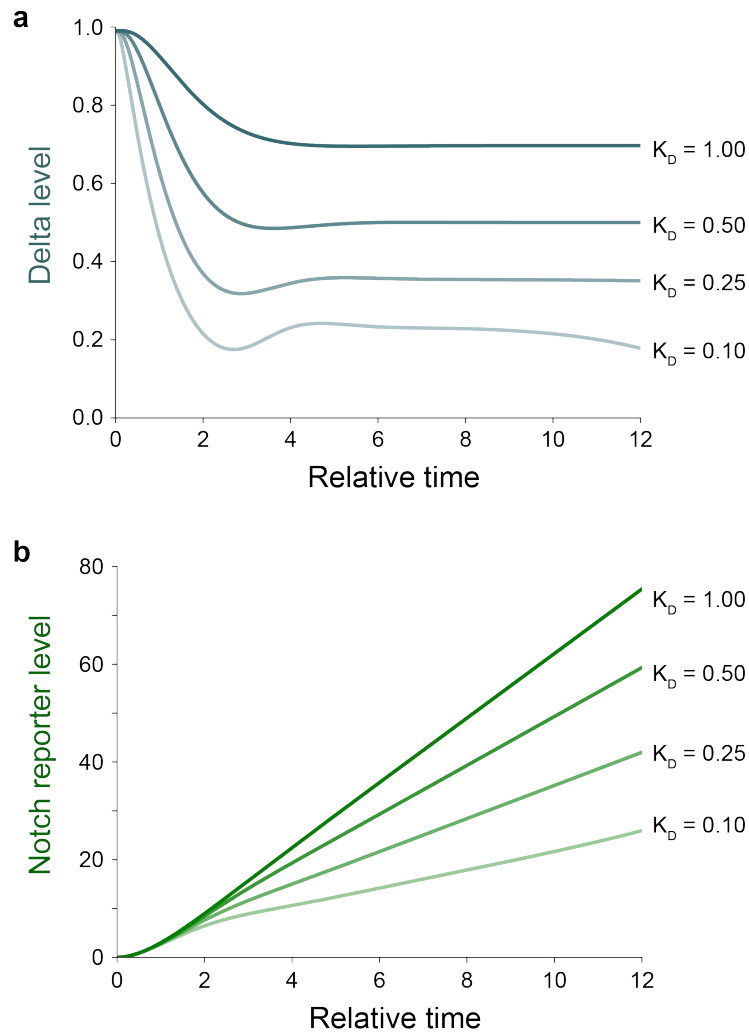 a
Delta level
1.0
0.8
0.6
0.4
0.2
0.0
K_D = 1.00
K_D = 0.50
K_D = 0.25
K_D = 0.10
0 2 4 6 8 10 12
Relative time
b
Notch reporter level
80
60
40
20
0
K_D = 1.00
K_D = 0.50
K_D = 0.25
K_D = 0.10
0 2 4 6 8 10 12
Relative time